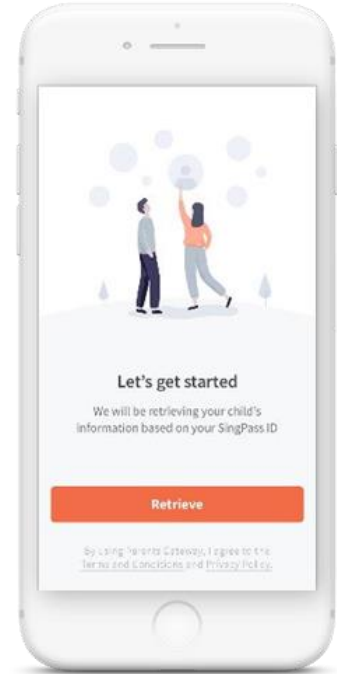 Let's get started
We will be retrieving your child's
information based on your SingPass ID
Retrieve
By using Parents Gateway, I agree to the
Terms and Conditions and Privacy Policy.